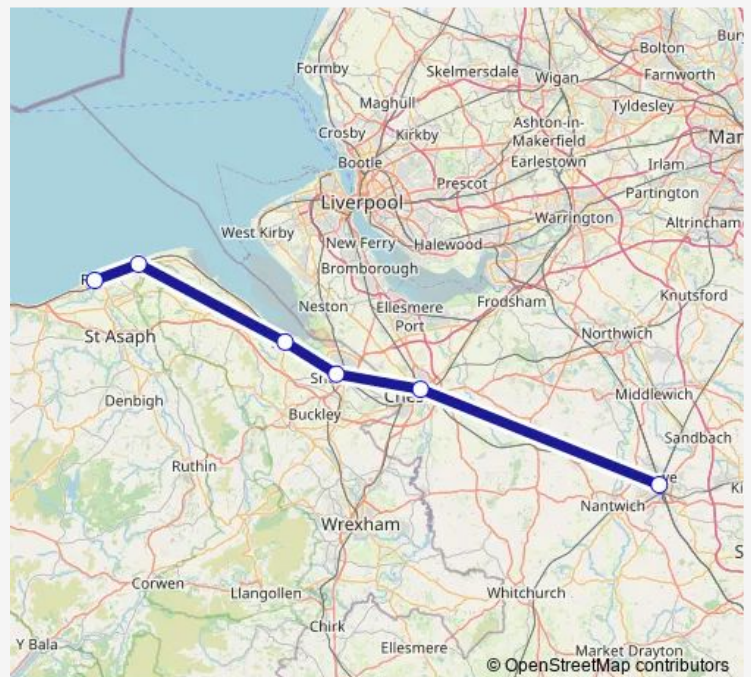 Bolton
Formby
Skelmersdale
Wigan
Farnworth
Maghull
Tyldesley
Crosby
Kirkby
Ashton-in-
Makerfield
Bootle
Earlestown
Irlam
Prescot
Partington
Liverpool
Warrington
Altrincham
West Kirby
New Ferry
Halewood
Bromborough
Neston
Ellesmere
Port
Frodsham
Knutsford
St Asaph
Northwich
Denbigh
Buckley
Middlewich
Sandbach
Ruthin
Nantwich
Wrexham
Corwen
Llangollen
Whitchurch
Chirk
Y Bala
Ellesmere
Market Drayton
© OpenStreetMap contributors